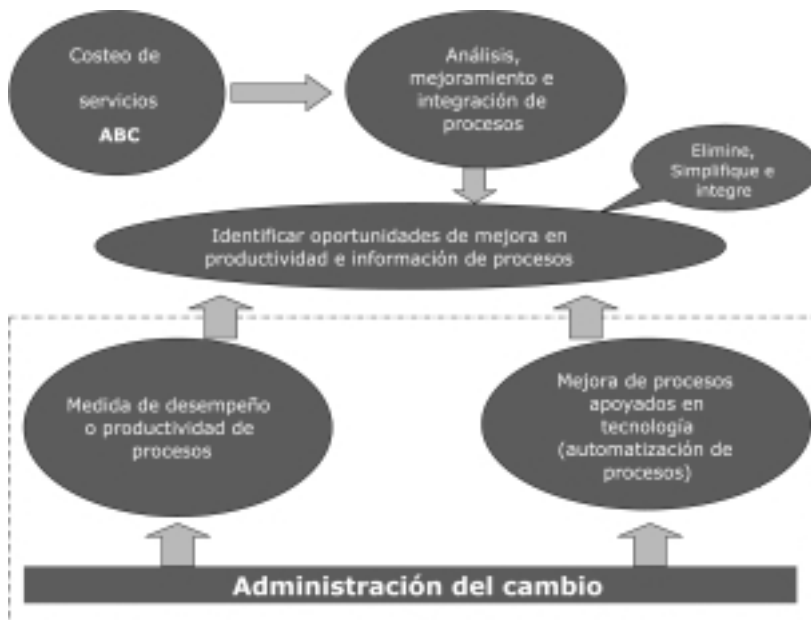 Costeo de
servicios
ABC
Análisis,
mejoramiento e
integración de
procesos
Elimine,
Simplifique e
integre
Identificar oportunidades de mejora en
productividad e información de procesos
Medida de desempeño
o productividad de
procesos
Mejora de procesos
apoyados en
tecnología
(automatización de
procesos)
Administración del cambio